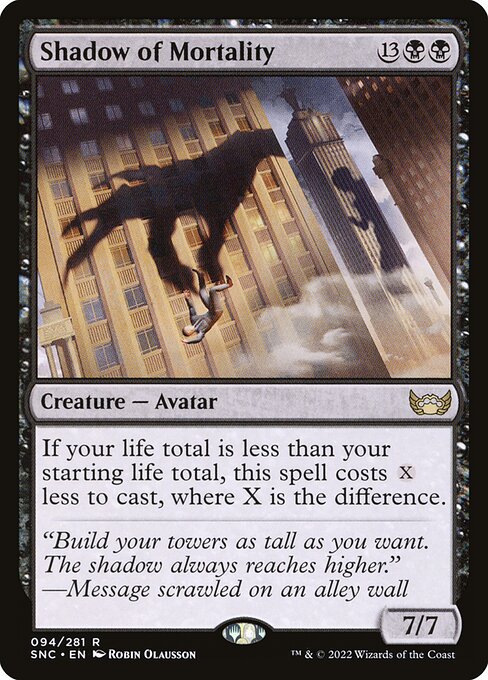 Shadow of Mortality 13
Creature — Avatar
If your life total is less than your
starting life total, this spell costs X
less to cast, where X is the difference.
“Build your towers as tall as you want.
The shadow always reaches higher.”
—Message scrawled on an alley wall
7/7
094/281 R
SNC • EN Robin Olausson
™ & © 2022 Wizards of the Coast